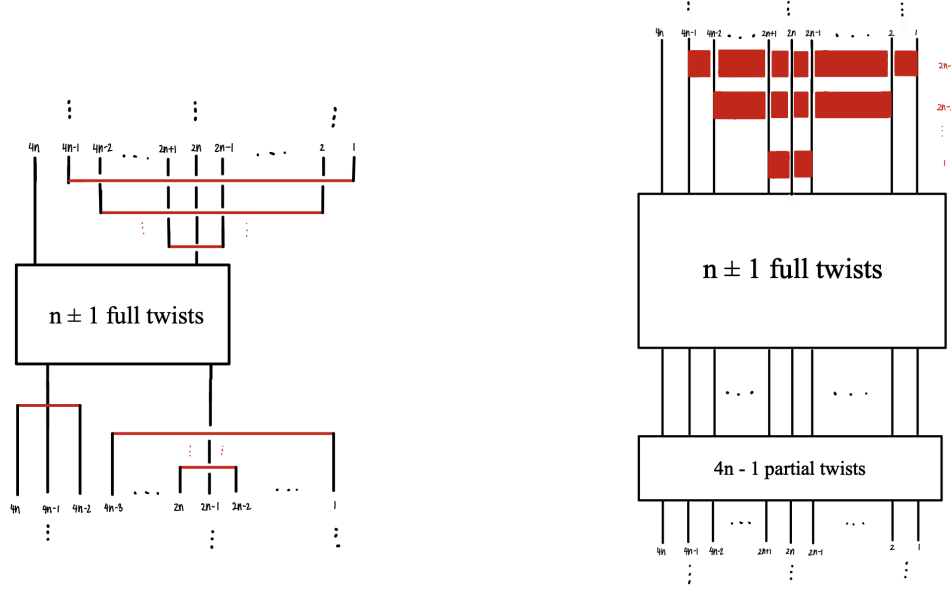 4n 4n-1 4n-2 ... 2n+1 2n 2n-1 ... 2 1
n ± 1 full twists
4n 4n-1 4n-2 4n-3 ... 2n 2n-1 2n-2 ... 1
4n 4n-1 4n-2 ... 2n+1 2n 2n-1 ... 2 1
2n-
2n-
1
n ± 1 full twists
4n - 1 partial twists
4n 4n-1 4n-2 ... 2n+1 2n 2n-1 ... 2 1